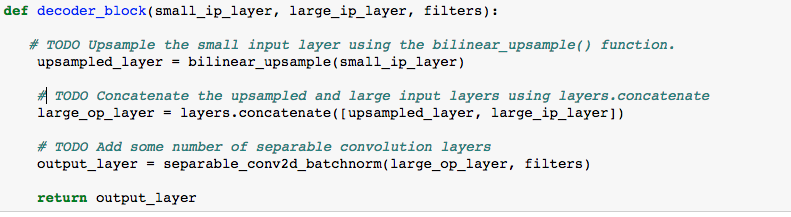 def decoder_block(small_ip_layer, large_ip_layer, filters):
# TODO Upsample the small input layer using the bilinear_upsample() function.
upsampled_layer = bilinear_upsample(small_ip_layer)
# TODO Concatenate the upsampled and large input layers using layers.concatenate
large_op_layer = layers.concatenate([upsampled_layer, large_ip_layer])
# TODO Add some number of separable convolution layers
output_layer = separable_conv2d_batchnorm(large_op_layer, filters)
return output_layer